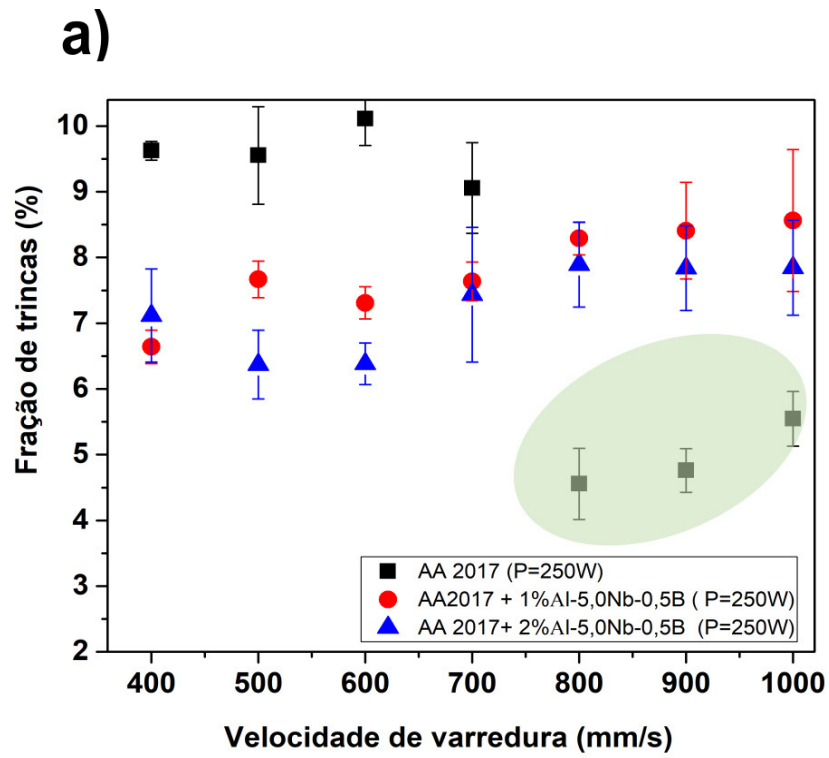 a)
10
9
8
7
6
5
4
3
2
Fração de trincas (%)
AA 2017 (P=250W)
AA2017 + 1%Al-5,0Nb-0,5B ( P=250W)
AA 2017+ 2%Al-5,0Nb-0,5B (P=250W)
400 500 600 700 800 900 1000
Velocidade de varredura (mm/s)